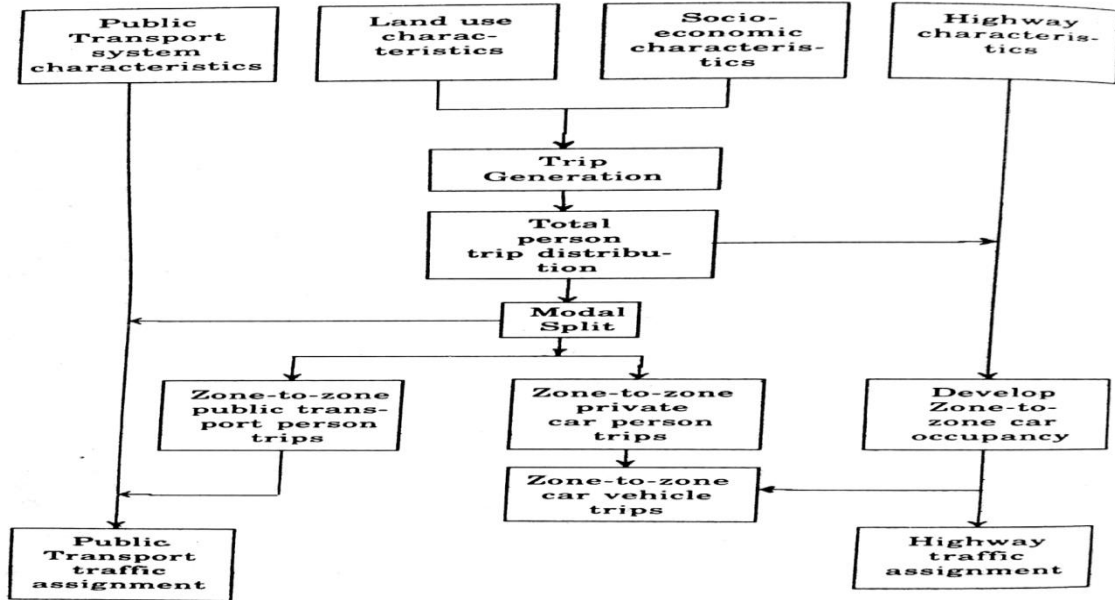 Public
Transport
system
characteristics
Land use
charac-
teristics
Socio-
economic
characteris-
tics
Highway
characteris-
tics
Trip
Generation
Total
person
trip distribu-
tion
Modal
Split
Zone-to-zone
public trans-
port person
trips
Zone-to-zone
private
car person
trips
Develop
Zone-to-
zone car
occupancy
Zone-to-zone
car vehicle
trips
Public
Transport
traffic
assignment
Highway
traffic
assignment